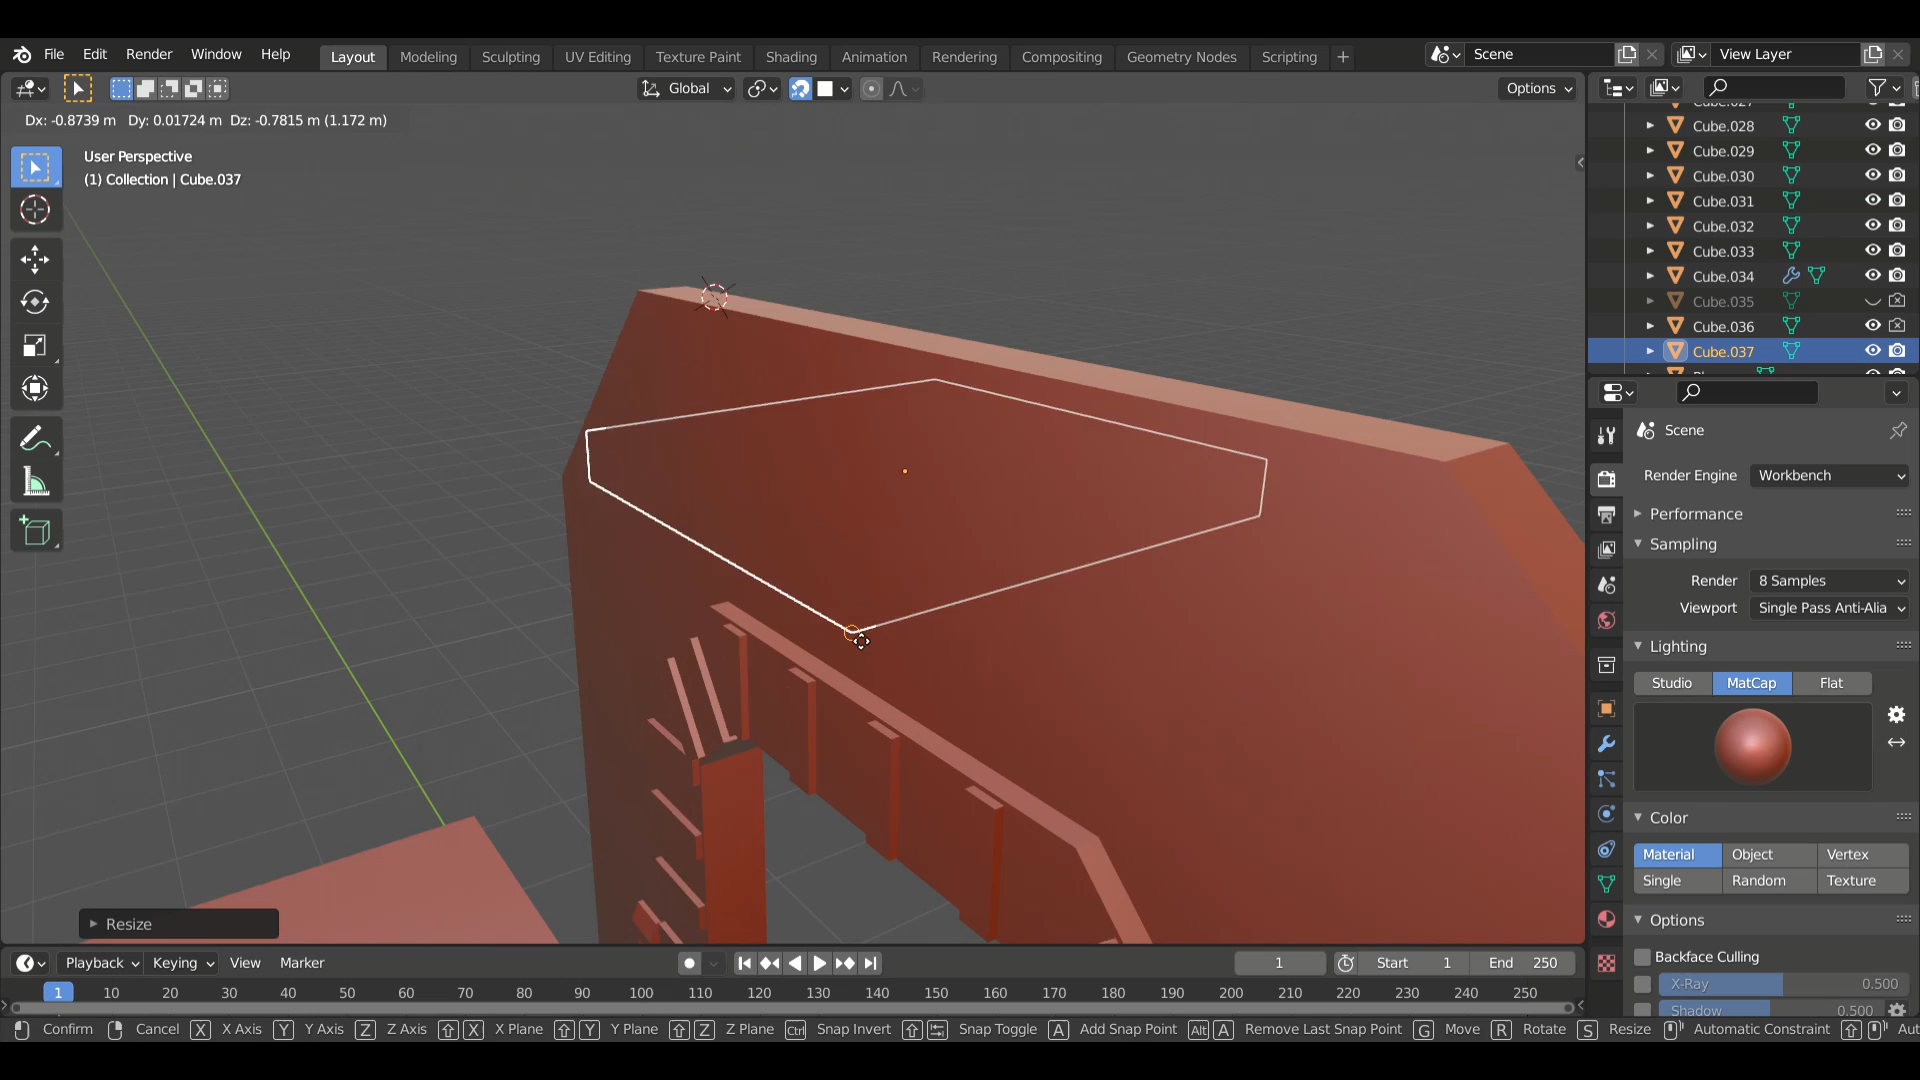 File Edit Render Window Help Layout Modeling Sculpting UV Editing Texture Paint Shading Animation Rendering Compositing Geometry Nodes Scripting + Scene View Layer
Global Options
Dx: -0.8739 m Dy: 0.01724 m Dz: -0.7815 m (1.172 m)
User Perspective
(1) Collection | Cube.037
Cube.027
Cube.028
Cube.029
Cube.030
Cube.031
Cube.032
Cube.033
Cube.034
Cube.035
Cube.036
Cube.037
Scene
Render Engine Workbench
Performance
Sampling
Render 8 Samples
Viewport Single Pass Anti-Alia
Lighting
Studio MatCap Flat
Color
Material Object Vertex
Single Random Texture
Options
Backface Culling
X-Ray 0.500
Shadow 0.500
Resize
Playback Keying View Marker 1 Start 1 End 250
1 10 20 30 40 50 60 70 80 90 100 110 120 130 140 150 160 170 180 190 200 210 220 230 240 250
Confirm Cancel X X Axis Y Y Axis Z Z Axis X X Plane Y Y Plane Z Z Plane Ctrl Snap Invert Snap Toggle A Add Snap Point Alt A Remove Last Snap Point G Move R Rotate S Resize Automatic Constraint Aut